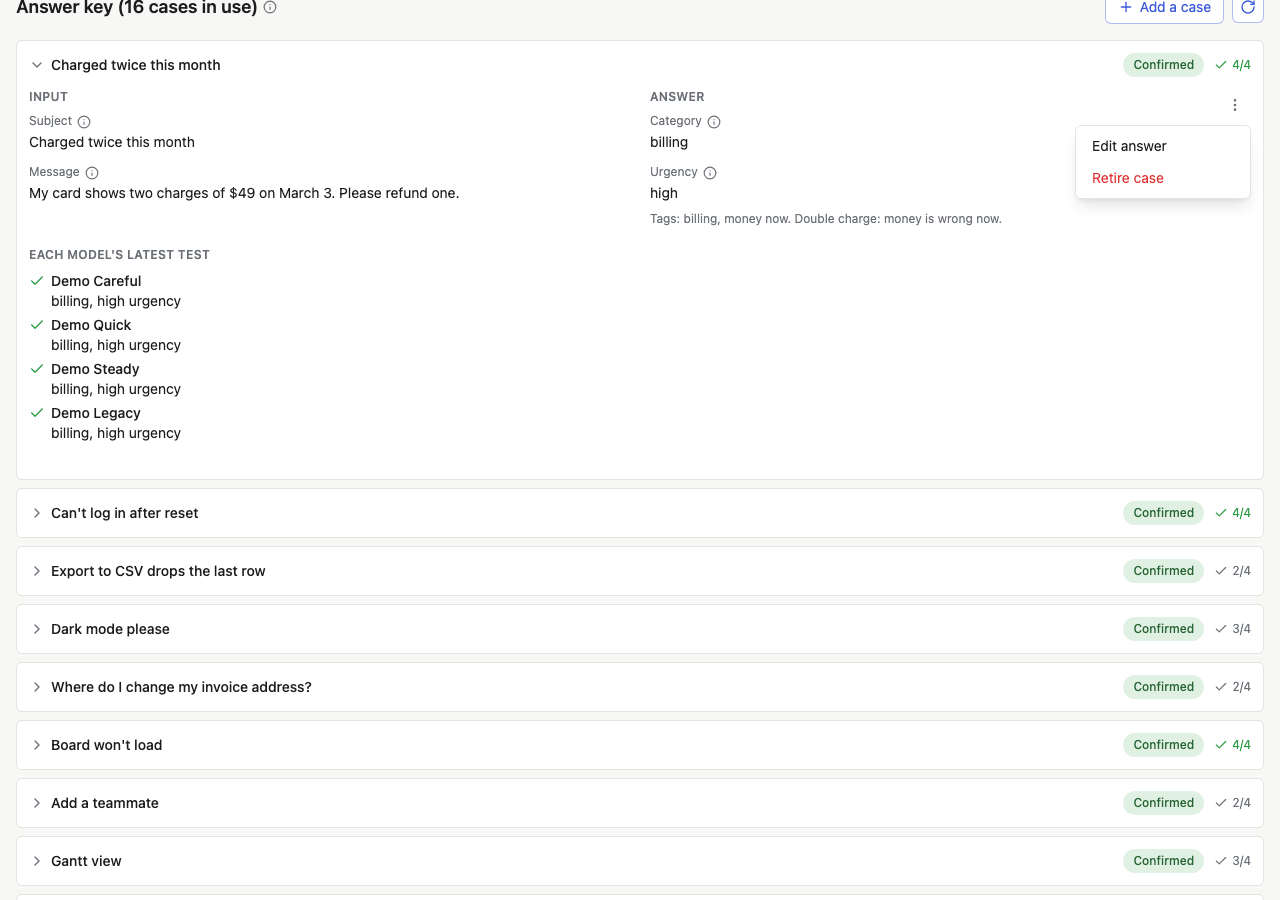 Answer key (16 cases in use)
Add a case
Charged twice this month
Confirmed
4/4
INPUT
Subject
Charged twice this month
Message
My card shows two charges of $49 on March 3. Please refund one.
ANSWER
Category
billing
Urgency
high
Tags: billing, money now. Double charge: money is wrong now.
Edit answer
Retire case
EACH MODEL'S LATEST TEST
Demo Careful
billing, high urgency
Demo Quick
billing, high urgency
Demo Steady
billing, high urgency
Demo Legacy
billing, high urgency
Can't log in after reset
Confirmed
4/4
Export to CSV drops the last row
Confirmed
2/4
Dark mode please
Confirmed
3/4
Where do I change my invoice address?
Confirmed
2/4
Board won't load
Confirmed
4/4
Add a teammate
Confirmed
2/4
Gantt view
Confirmed
3/4